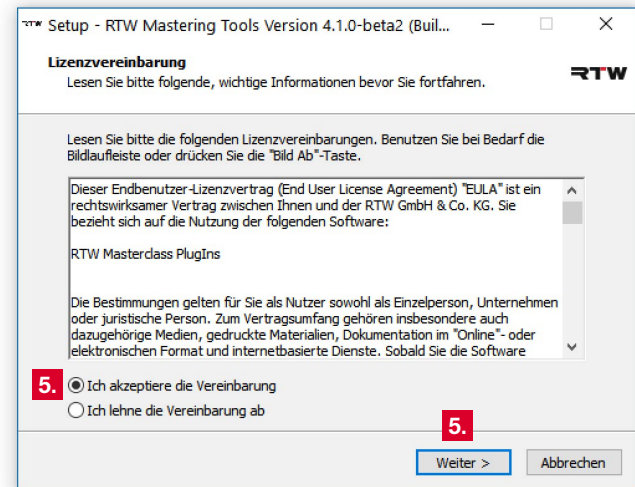 RTW Setup - RTW Mastering Tools Version 4.1.0-beta2 (Buil...
Lizenzvereinbarung
Lesen Sie bitte folgende, wichtige Informationen bevor Sie fortfahren.
RTW
Lesen Sie bitte die folgenden Lizenzvereinbarungen. Benutzen Sie bei Bedarf die
Bildlaufleiste oder drücken Sie die "Bild Ab"-Taste.
Dieser Endbenutzer-Lizenzvertrag (End User License Agreement) "EULA" ist ein
rechtswirksamer Vertrag zwischen Ihnen und der RTW GmbH & Co. KG. Sie
bezieht sich auf die Nutzung der folgenden Software:
RTW Masterclass PlugIns
Die Bestimmungen gelten für Sie als Nutzer sowohl als Einzelperson, Unternehmen
oder juristische Person. Zum Vertragsumfang gehören insbesondere auch
dazugehörige Medien, gedruckte Materialien, Dokumentation im "Online"- oder
elektronischen Format und internetbasierte Dienste. Sobald Sie die Software
5. Ich akzeptiere die Vereinbarung
Ich lehne die Vereinbarung ab
5.
Weiter > Abbrechen